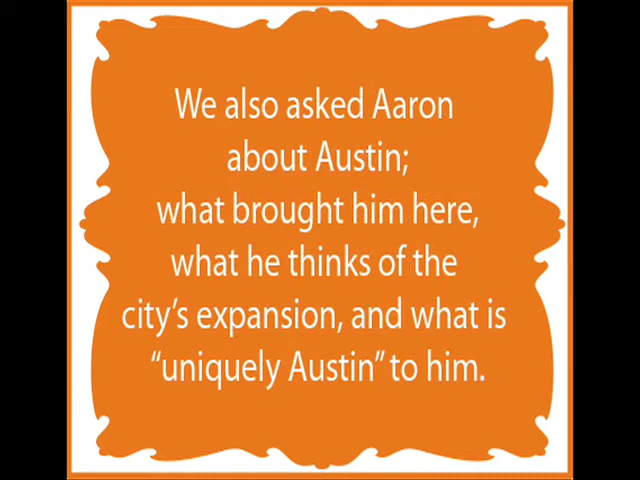 We also asked Aaron
about Austin;
what brought him here,
what he thinks of the
city’s expansion, and what is
“uniquely Austin” to him.